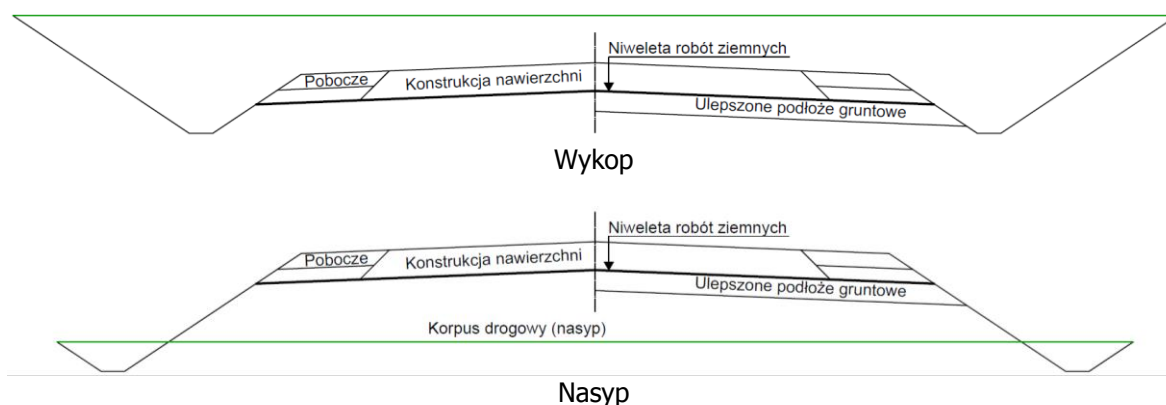 Niweleta robót ziemnych
Pobocze
Konstrukcja nawierzchni
Ulepszone podłoże gruntowe
Wykop
Niweleta robót ziemnych
Pobocze
Konstrukcja nawierzchni
Ulepszone podłoże gruntowe
Korpus drogowy (nasyp)
Nasyp